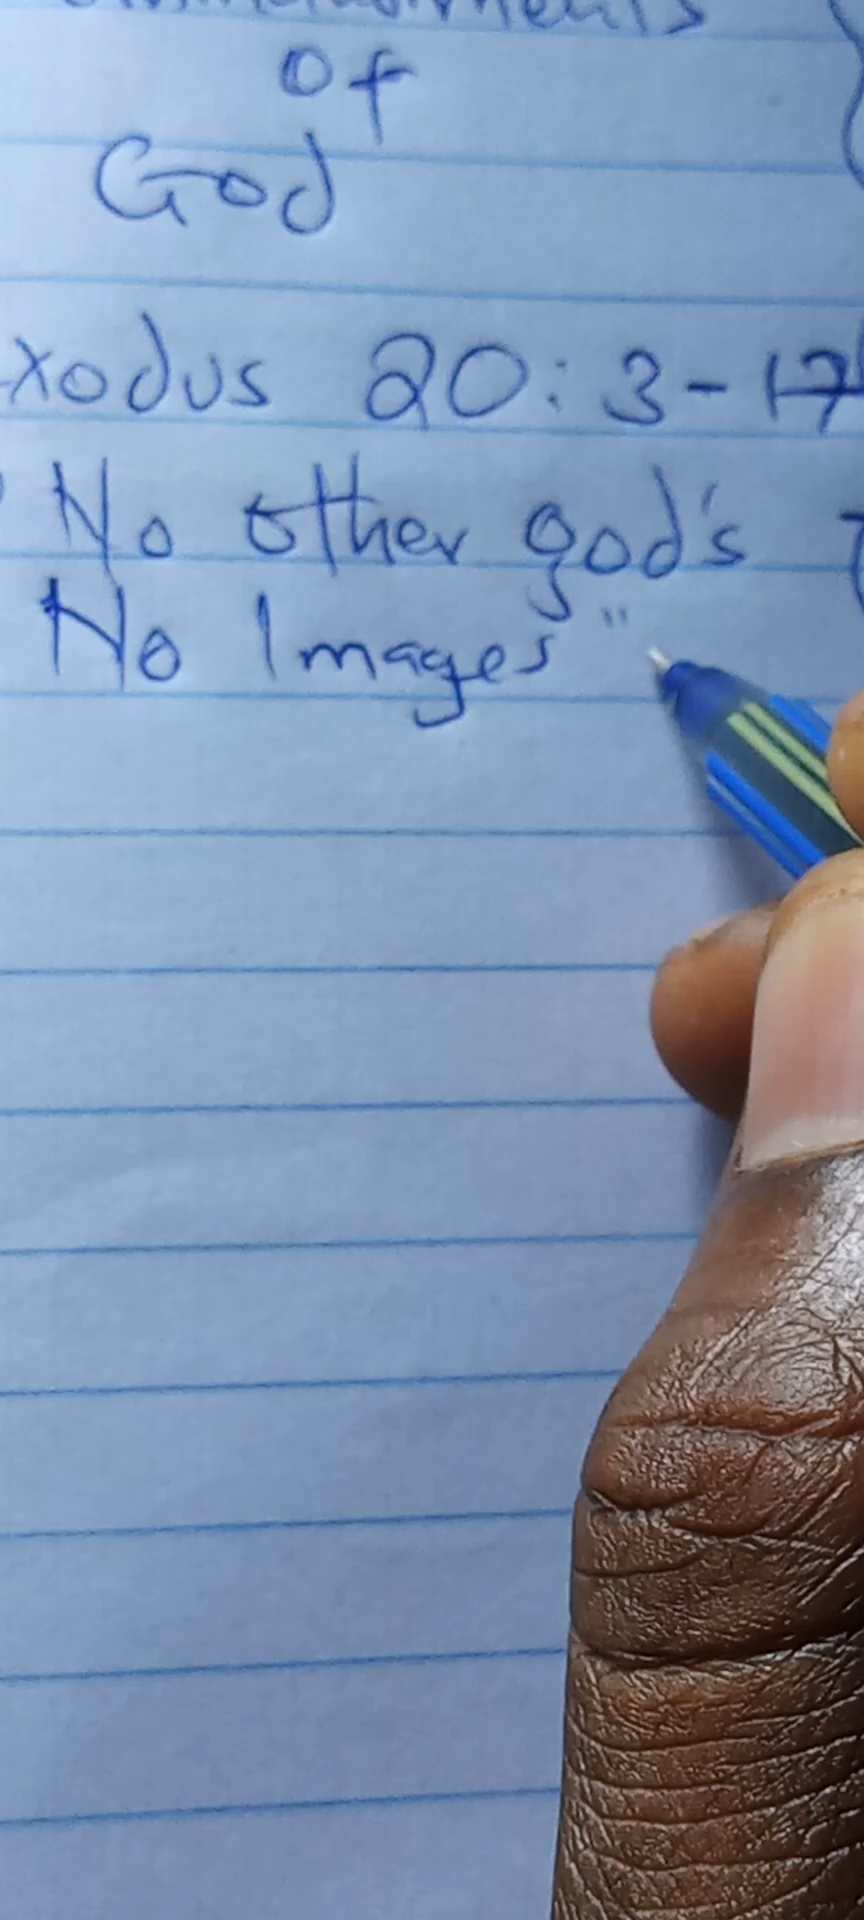 of
God
xodus 20: 3-17
No other god's
No Images "